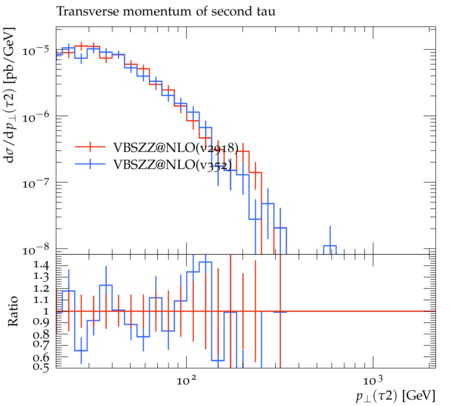 Transverse momentum of second tau
dσ/dp⊥(τ2) [pb/GeV]
10⁻⁵
10⁻⁶
10⁻⁷
10⁻⁸
VBSZZ@NLO(v2918)
VBSZZ@NLO(v352)
Ratio
1.4
1.3
1.2
1.1
1
0.9
0.8
0.7
0.6
0.5
10² 10³
p⊥(τ2) [GeV]